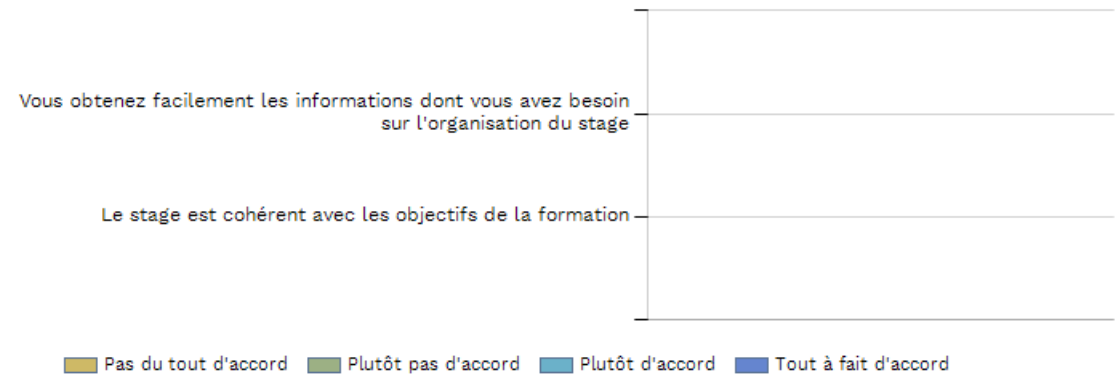 Vous obtenez facilement les informations dont vous avez besoin
sur l'organisation du stage
Le stage est cohérent avec les objectifs de la formation
Pas du tout d'accord Plutôt pas d'accord Plutôt d'accord Tout à fait d'accord